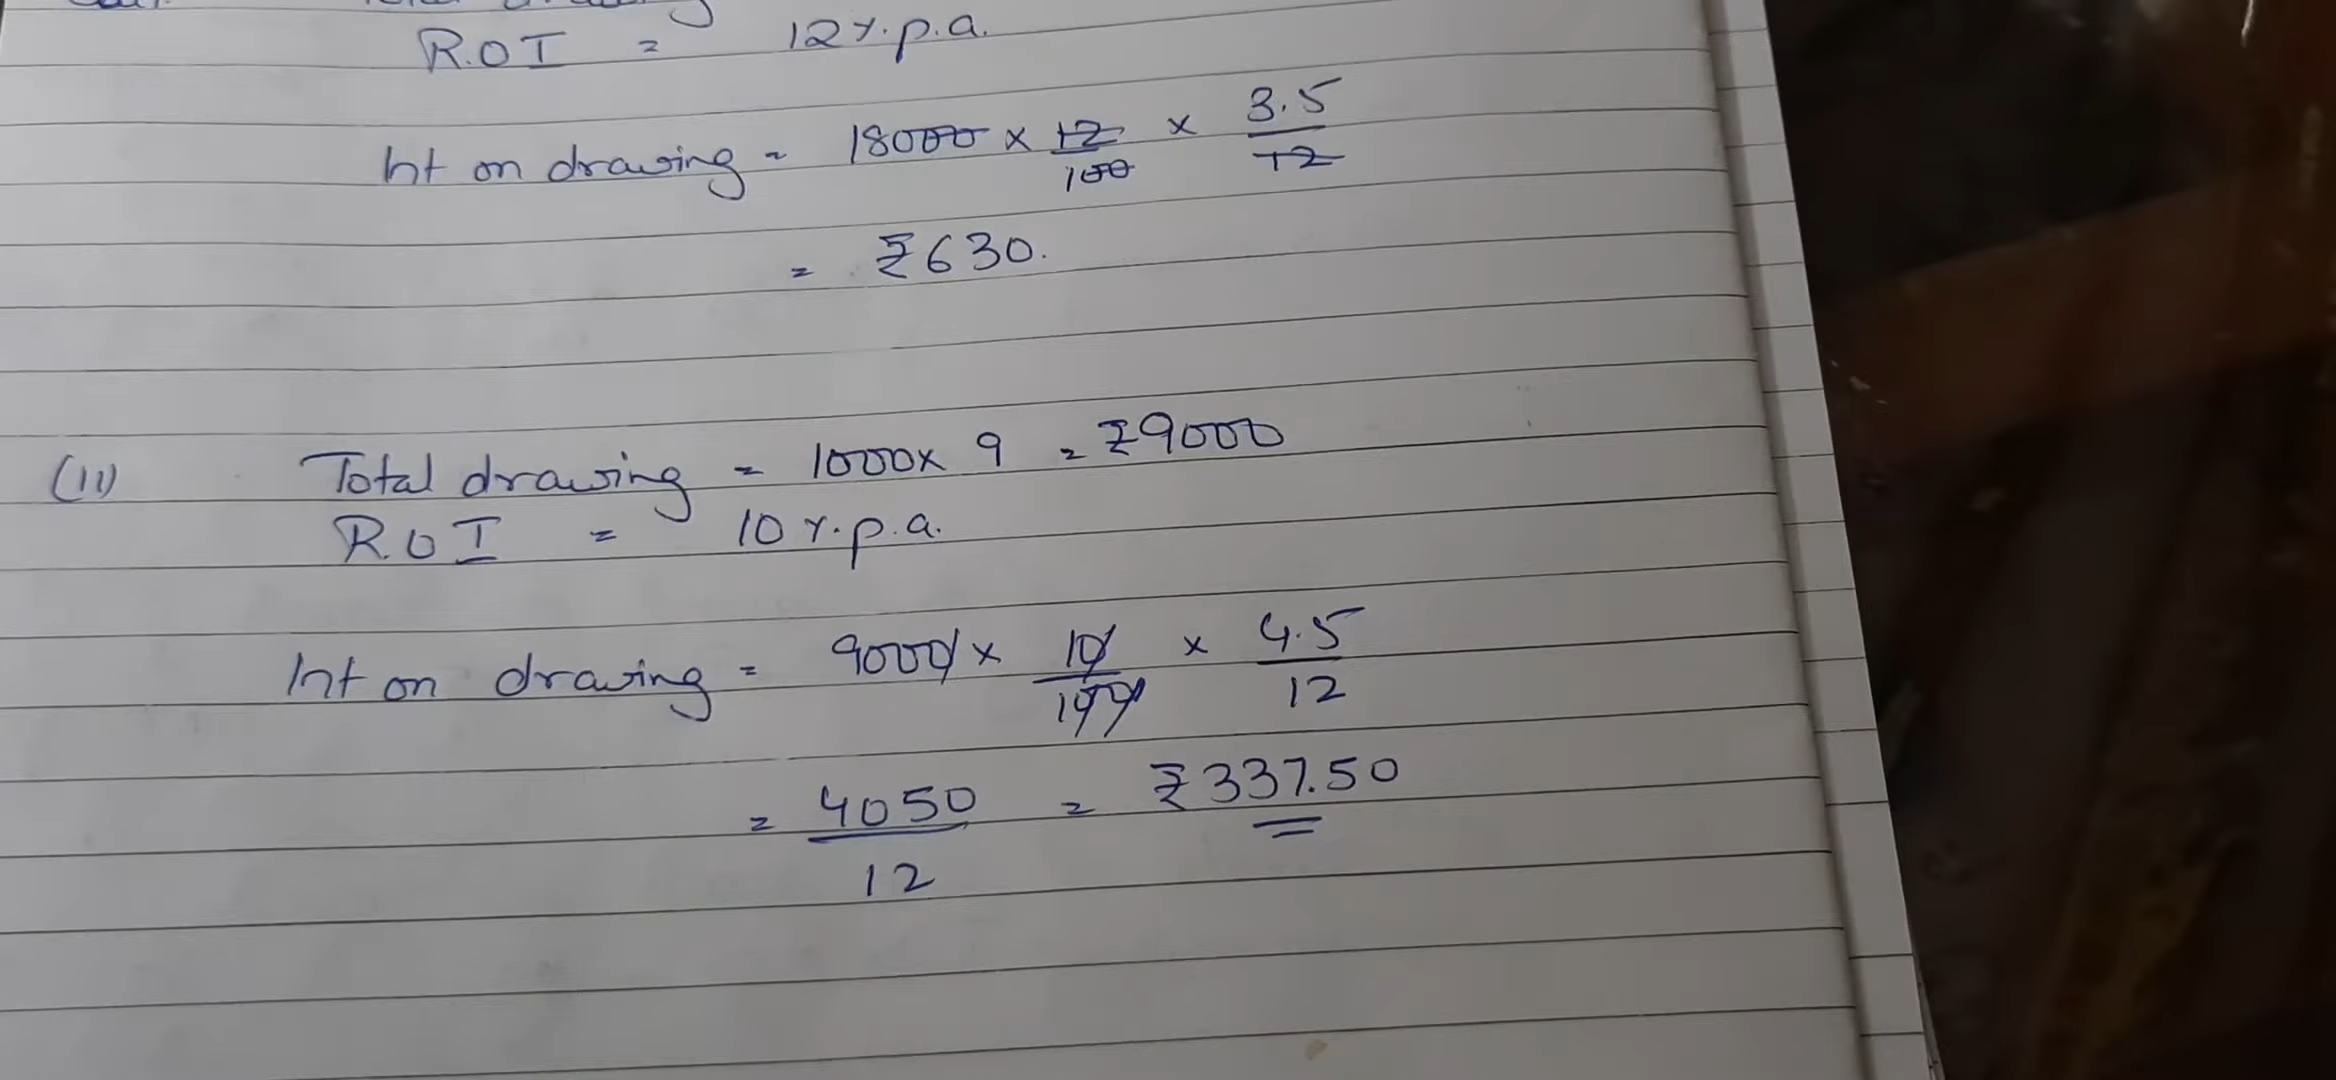 R.O.I = 12%.p.a.
Int on drawing = 18000 × 12/100 × 3.5/12
= ₹630.
(ii) Total drawing = 1000× 9 = ₹9000
R.O.I = 10%.p.a.
Int on drawing = 9000 × 10/100 × 4.5/12
= 4050/12 = ₹337.50